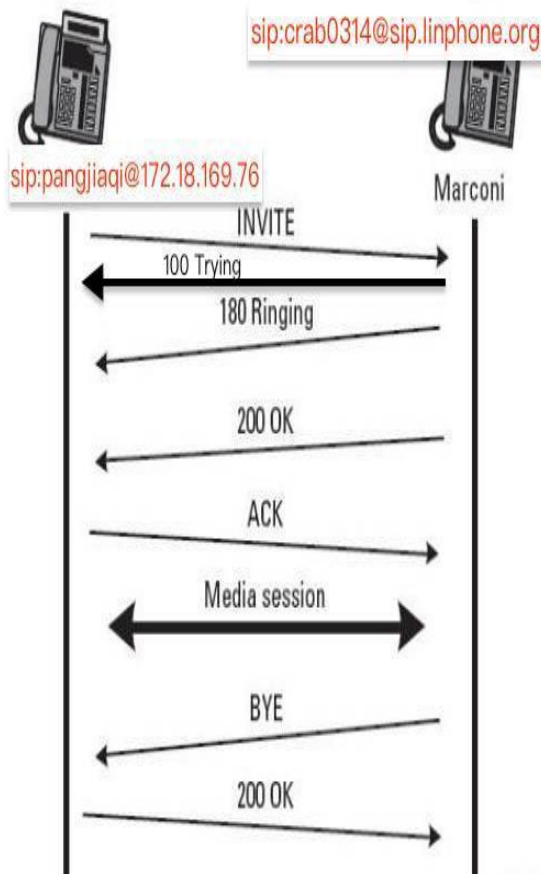 sip:crab0314@sip.linphone.org
sip:pangjiaqi@172.18.169.76
Marconi
INVITE
100 Trying
180 Ringing
200 OK
ACK
Media session
BYE
200 OK